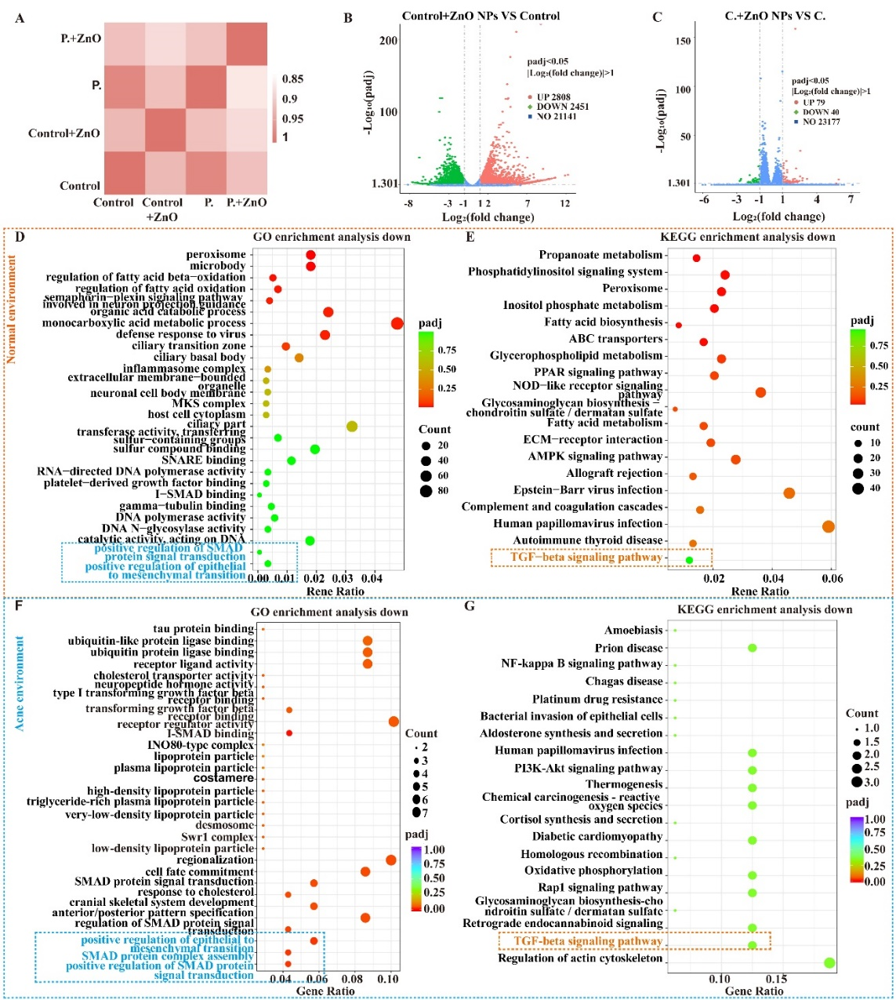 A
P.+ZnO
P.
Control+ZnO
Control
Control
Control
+ZnO
P.
P.+ZnO
0.85
0.9
0.95
1
B
Control+ZnO NPs VS Control
200
100
1.301
-Log₁₀(padj)
padj<0.05
|Log₂(fold change)|>1
UP 2808
DOWN 2451
NO 21141
-8 -3 -1 1 2 7 12
Log₂(fold change)
C
C.+ZnO NPs VS C.
150
100
50
1.301
-Log₁₀(padj)
padj<0.05
|Log₂(fold change)|>1
UP 79
DOWN 40
NO 23177
-6 -3 -1 1 4 7
Log₂(fold change)
Normal environment
D
GO enrichment analysis down
peroxisome
microbody
regulation of fatty acid beta−oxidation
regulation of fatty acid oxidation
semaphorin−plexin signaling pathway
involved in neuron projection guidance
organic acid catabolic process
monocarboxylic acid metabolic process
defense response to virus
ciliary transition zone
ciliary basal body
inflammasome complex
extracellular membrane−bounded
organelle
neuronal cell body membrane
MKS complex
host cell cytoplasm
ciliary part
transferase activity, transferring
sulfur−containing groups
sulfur compound binding
SNARE binding
RNA−directed DNA polymerase activity
platelet−derived growth factor binding
I−SMAD binding
gamma−tubulin binding
DNA polymerase activity
DNA N−glycosylase activity
catalytic activity, acting on DNA
positive regulation of SMAD
protein signal transduction
positive regulation of epithelial
to mesenchymal transition
0.00 0.01 0.02 0.03 0.04
Rene Ratio
padj
0.75
0.50
0.25
Count
20
40
60
80
E
KEGG enrichment analysis down
Propanoate metabolism
Phosphatidylinositol signaling system
Peroxisome
Inositol phosphate metabolism
Fatty acid biosynthesis
ABC transporters
Glycerophospholipid metabolism
PPAR signaling pathway
NOD−like receptor signaling
pathway
Glycosaminoglycan biosynthesis −
chondroitin sulfate / dermatan sulfate
Fatty acid metabolism
ECM−receptor interaction
AMPK signaling pathway
Allograft rejection
Epstein−Barr virus infection
Complement and coagulation cascades
Human papillomavirus infection
Autoimmune thyroid disease
TGF−beta signaling pathway
0.02 0.04 0.06
Rene Ratio
padj
0.75
0.50
0.25
count
10
20
30
40
Acne environment
F
GO enrichment analysis down
tau protein binding
ubiquitin-like protein ligase binding
ubiquitin protein ligase binding
receptor ligand activity
cholesterol transporter activity
neuropeptide hormone activity
type I transforming growth factor beta
receptor binding
transforming growth factor beta
receptor binding
receptor regulator activity
I-SMAD binding
INO80-type complex
lipoprotein particle
plasma lipoprotein particle
costamere
high-density lipoprotein particle
triglyceride-rich plasma lipoprotein particle
very-low-density lipoprotein particle
desmosome
Swr1 complex
low-density lipoprotein particle
regionalization
cell fate commitment
SMAD protein signal transduction
response to cholesterol
cranial skeletal system development
anterior/posterior pattern specification
regulation of SMAD protein signal
transduction
positive regulation of epithelial to
mesenchymal transition
SMAD protein complex assembly
positive regulation of SMAD protein
signal transduction
0.04 0.06 0.08 0.10
Gene Ratio
Count
2
3
4
5
6
7
padj
1.00
0.75
0.50
0.25
0.00
G
KEGG enrichment analysis down
Amoebiasis
Prion disease
NF-kappa B signaling pathway
Chagas disease
Platinum drug resistance
Bacterial invasion of epithelial cells
Aldosterone synthesis and secretion
Human papillomavirus infection
PI3K-Akt signaling pathway
Thermogenesis
Chemical carcinogenesis - reactive
oxygen species
Cortisol synthesis and secretion
Diabetic cardiomyopathy
Homologous recombination
Oxidative phosphorylation
Rap1 signaling pathway
Glycosaminoglycan biosynthesis-cho
ndroitin sulfate / dermatan sulfate
Retrograde endocannabinoid signaling
TGF-beta signaling pathway
Regulation of actin cytoskeleton
0.10 0.15
Gene Ratio
Count
1.0
1.5
2.0
2.5
3.0
padj
1.00
0.75
0.50
0.25
0.00